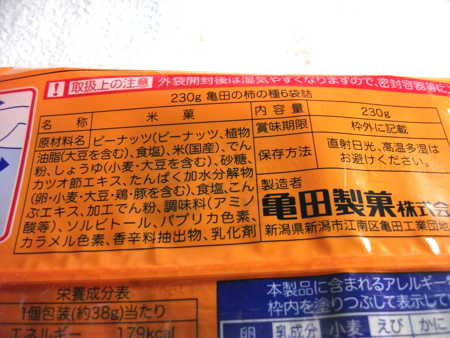 ！ 取扱上の注意 外袋開封後は湿気やすくなりますので、密封容器等に
230g 亀田の柿の種6袋詰
名称 米菓
原材料名 ピーナッツ(ピーナッツ、植物
油脂(大豆を含む)、食塩)、米(国産)、でん
粉、しょうゆ(小麦・大豆を含む)、砂糖、
カツオ節エキス、たんぱく加水分解物
(卵・小麦・大豆・鶏・豚を含む)、食塩、こん
ぶエキス、加工でん粉、調味料(アミノ
酸等)、ソルビトール、パプリカ色素、
カラメル色素、香辛料抽出物、乳化剤
内容量 230g
賞味期限 枠外に記載
保存方法 直射日光、高温多湿は
お避けください。
製造者
亀田製菓株式会
新潟県新潟市江南区亀田工業団地
栄養成分表
1個包装(約38g)当たり
エネルギー 179kcal
本製品に含まれるアレルギー
枠内を塗りつぶして表示してい
卵 乳成分 小麦 えび かに